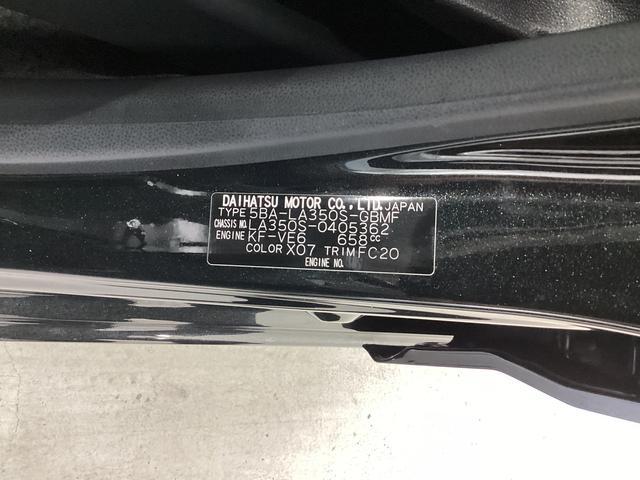 DAIHATSU MOTOR CO., LTD. JAPAN
TYPE 5BA-LA350S-GBMF
CHASSIS NO. LA350S-0405362
ENGINE KF-VE6 658cc
COLOR X07 TRIM FC20
ENGINE NO.